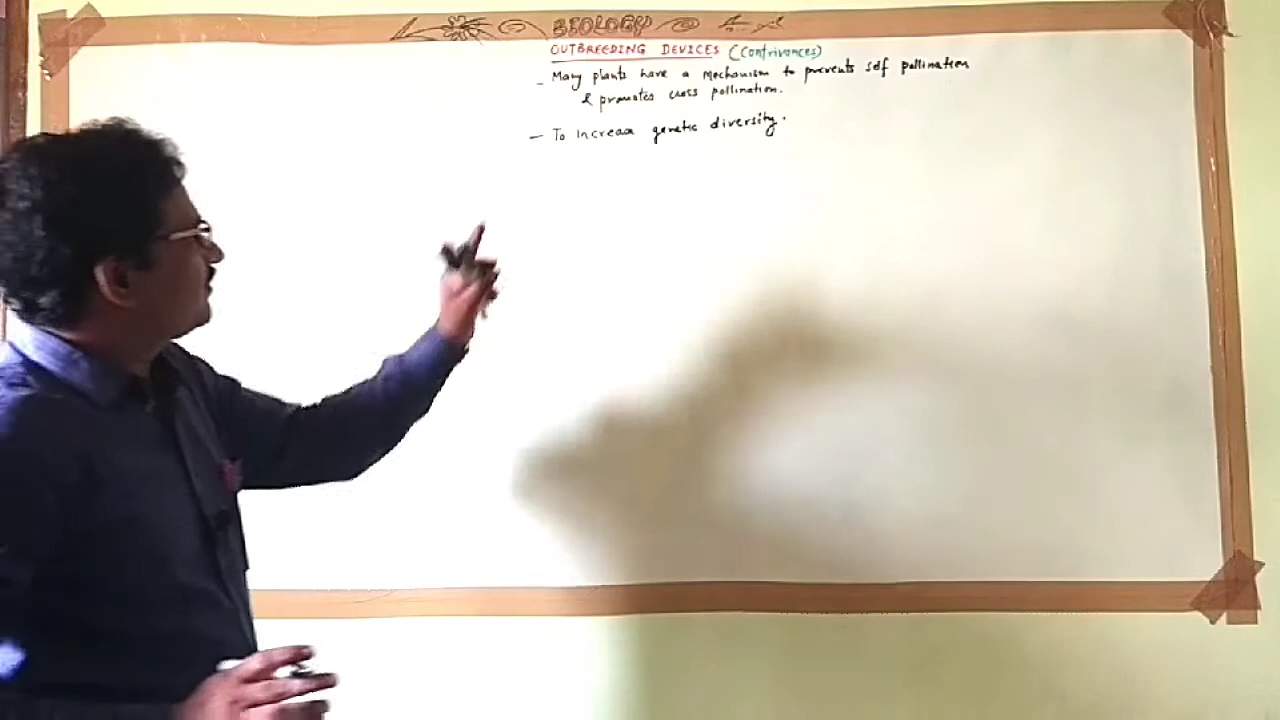 BIOLOGY
OUTBREEDING DEVICES (Contrivances)
- Many plants have a mechanism to prevents self pollination
& promotes cross pollination.
- To increase genetic diversity.